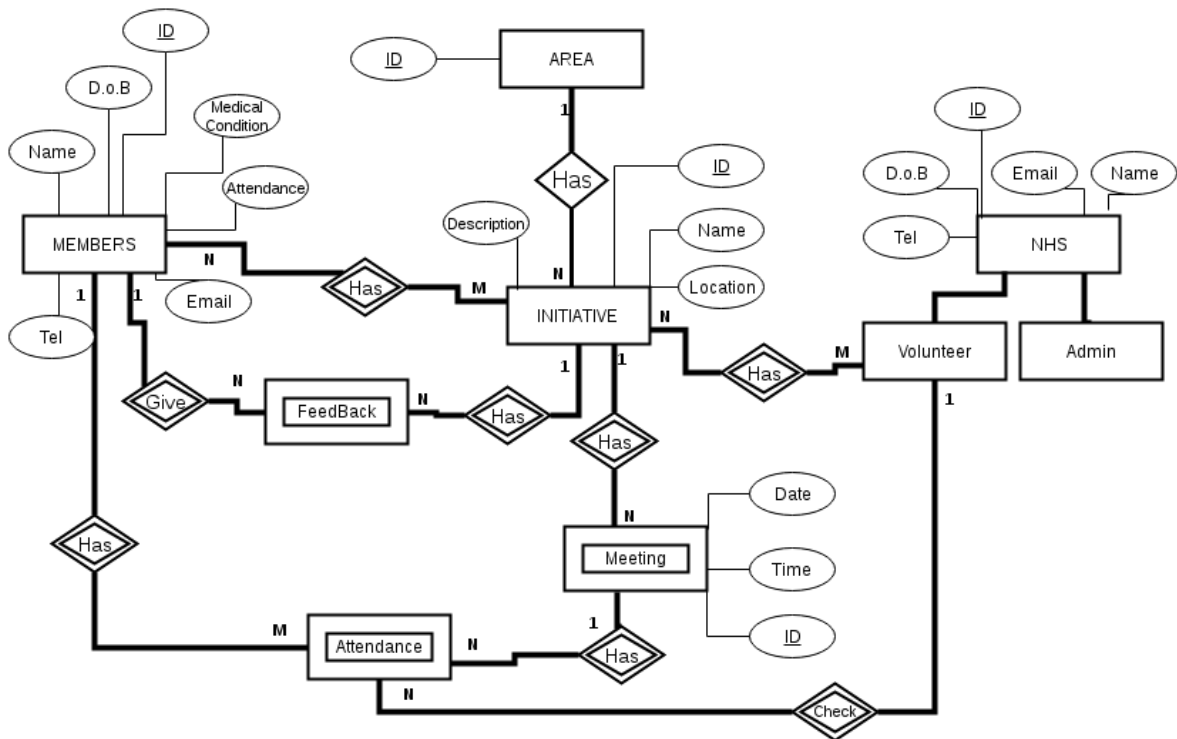 ID
AREA
ID
D.o.B
Medical
Condition
ID
Name
Attendance
1
Has
ID
D.o.B
Email
Name
Description
Name
Tel
MEMBERS
NHS
N
Has
M
N
Location
1
1
Email
INITIATIVE
N
Tel
Has
M
Volunteer
Admin
1
1
Give
N
FeedBack
N
Has
1
Has
Date
N
Has
Meeting
Time
1
ID
M
Attendance
N
Has
N
Check